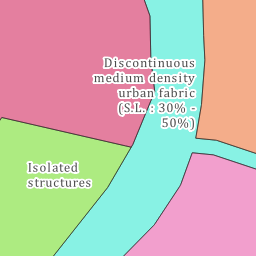 Discontinuous
medium density
urban fabric
(S.L. : 30% -
50%)
Isolated
structures